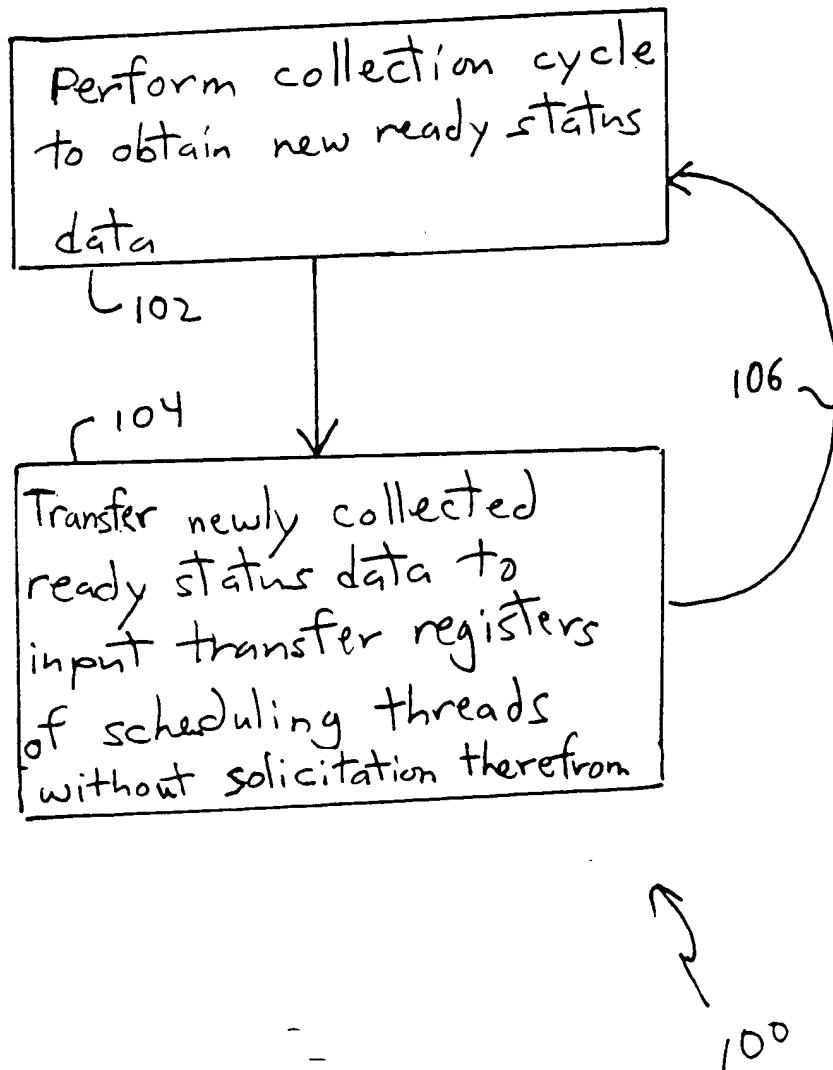 Perform collection cycle
to obtain new ready status
data
102
104
106
Transfer newly collected
ready status data to
input transfer registers
of scheduling threads
without solicitation therefrom
100